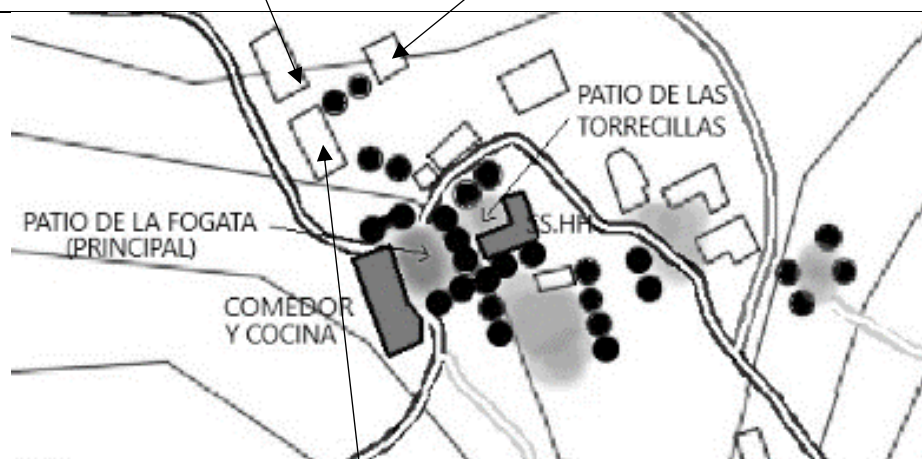 PATIO DE LAS
TORRECILLAS
PATIO DE LA FOGATA
(PRINCIPAL)
SS.HH
COMEDOR
Y COCINA